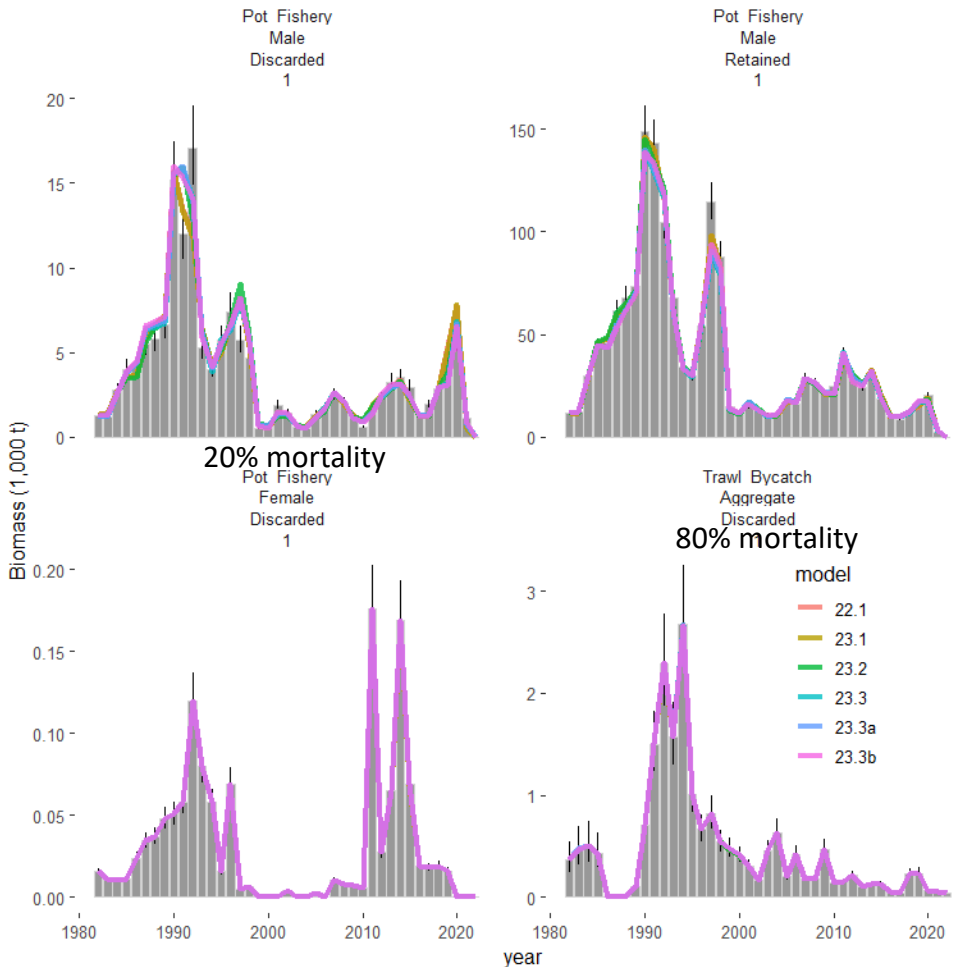 Pot Fishery
Male
Discarded
1
Pot Fishery
Male
Retained
1
20
15
10
5
0
150
100
50
0
20% mortality
Pot Fishery
Female
Discarded
1
Trawl Bycatch
Aggregate
Discarded
80% mortality
Biomass (1,000 t)
0.20
0.15
0.10
0.05
0.00
3
2
1
0
model
22.1
23.1
23.2
23.3
23.3a
23.3b
1980
1990
2000
2010
2020
1980
1990
2000
2010
2020
year